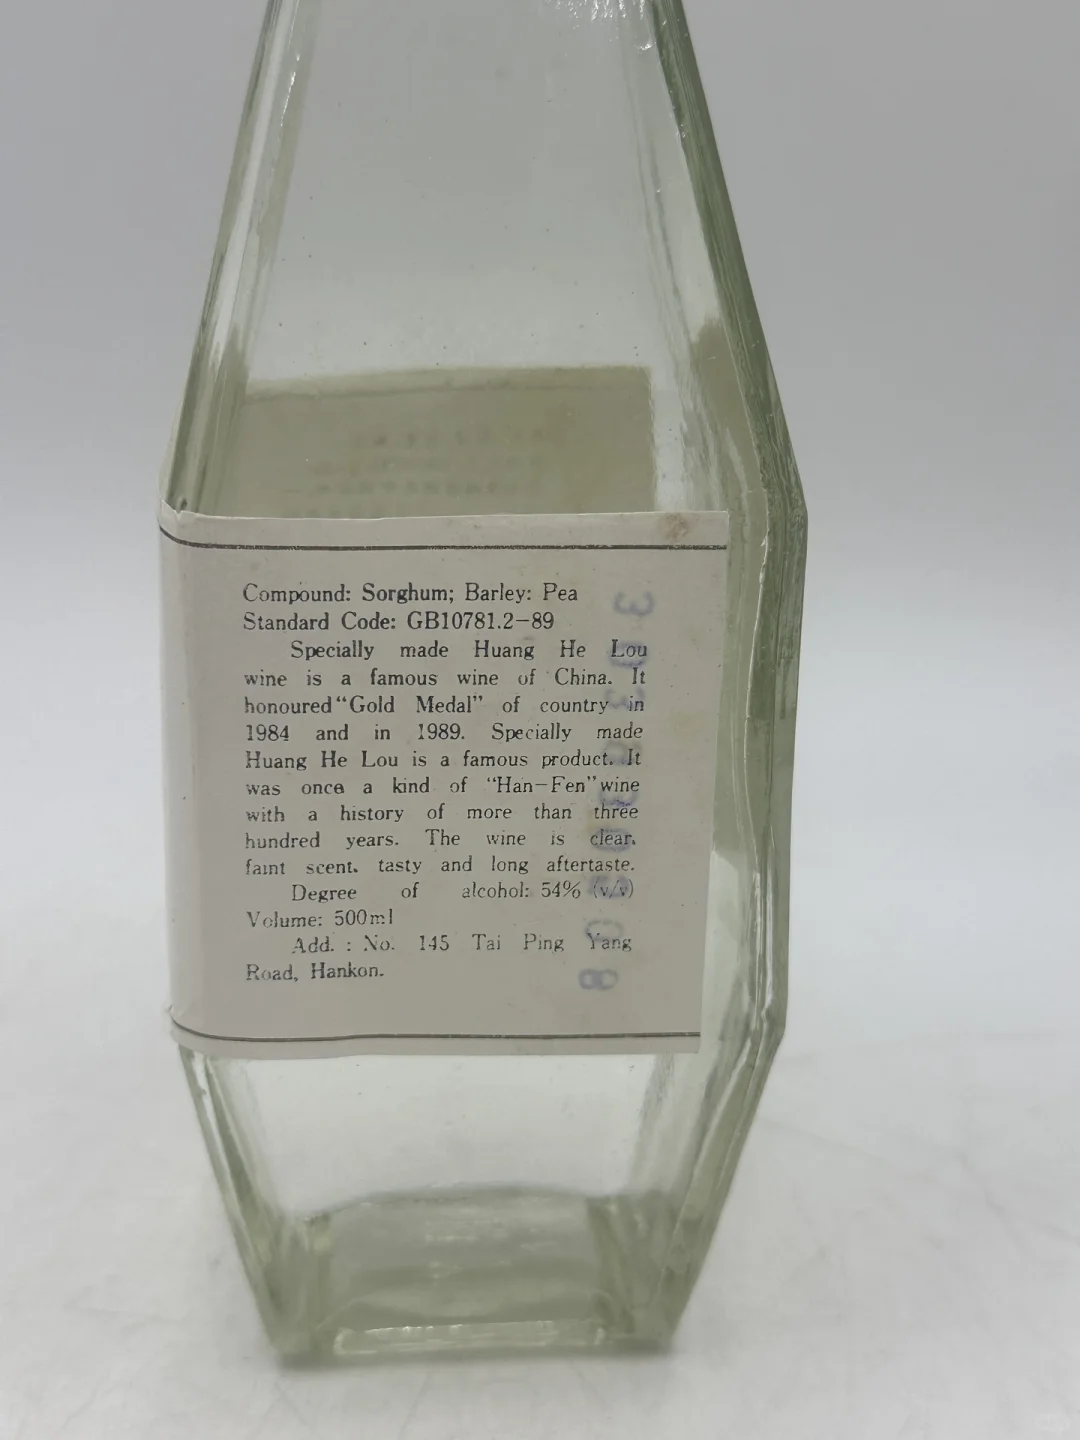 Compound: Sorghum; Barley: Pea
Standard Code: GB10781.2-89
Specially made Huang He Lou
wine is a famous wine of China. It
honoured "Gold Medal" of country in
1984 and in 1989. Specially made
Huang He Lou is a famous product. It
was once a kind of "Han-Fen" wine
with a history of more than three
hundred years. The wine is clear,
faint scent. tasty and long aftertaste.
Degree of alcohol: 54% (v/v)
Volume: 500ml
Add. : No. 145 Tai Ping Yang
Road, Hankon.